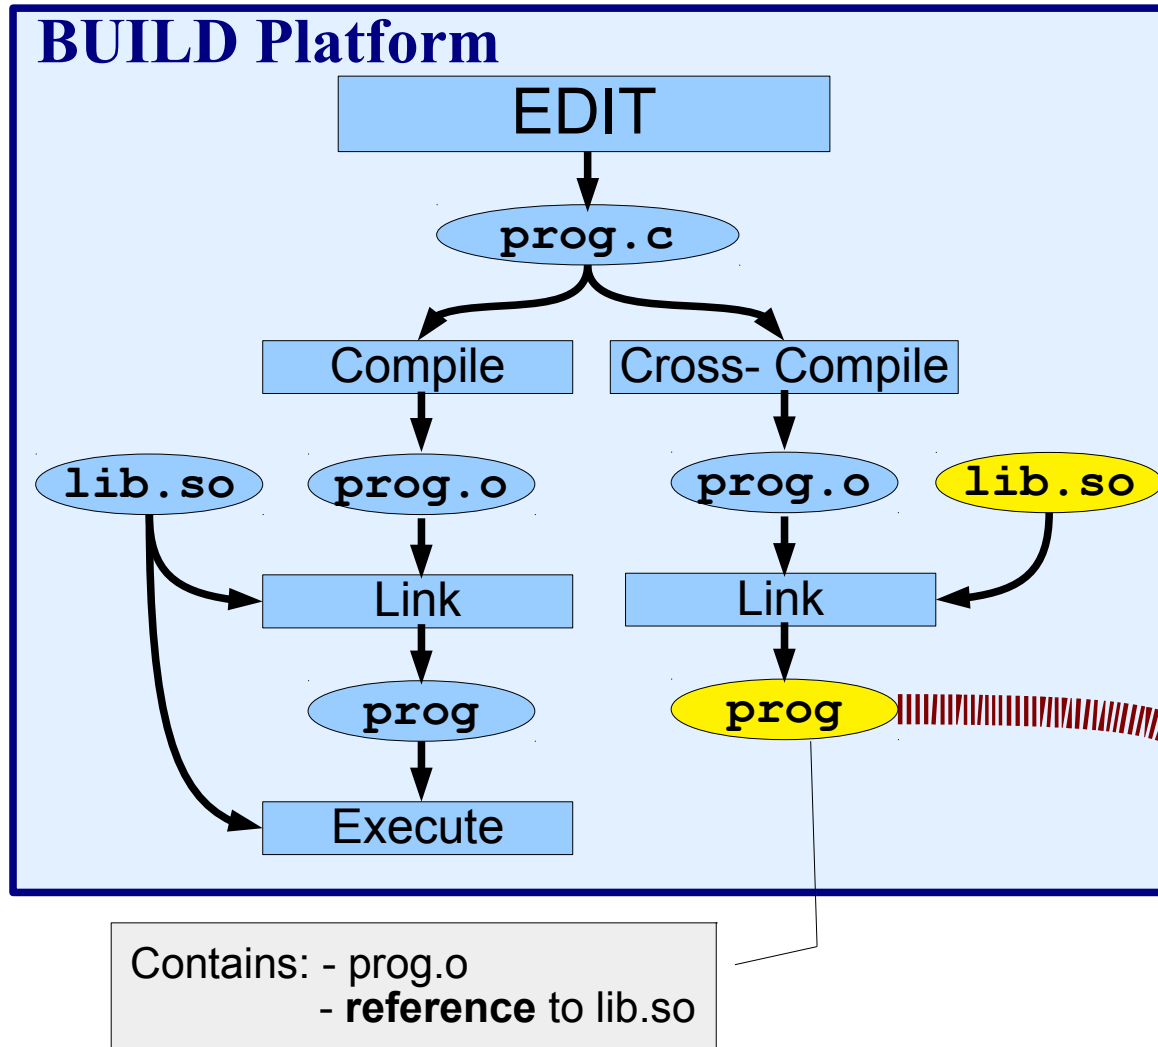 BUILD Platform
EDIT
prog.c
Compile
Cross- Compile
lib.so
prog.o
prog.o
lib.so
Link
Link
prog
prog
Execute
Contains: - prog.o
- reference to lib.so